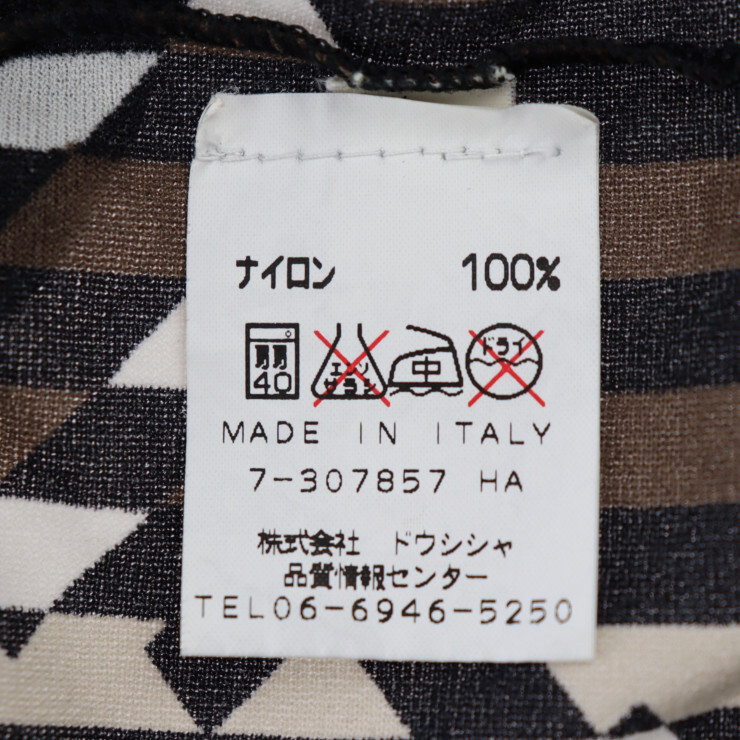 ナイロン 100%
40 エンソ サラシ 中 ドライ
MADE IN ITALY
7-307857 HA
株式会社 ドウシシャ
品質情報センター
TEL06-6946-5250